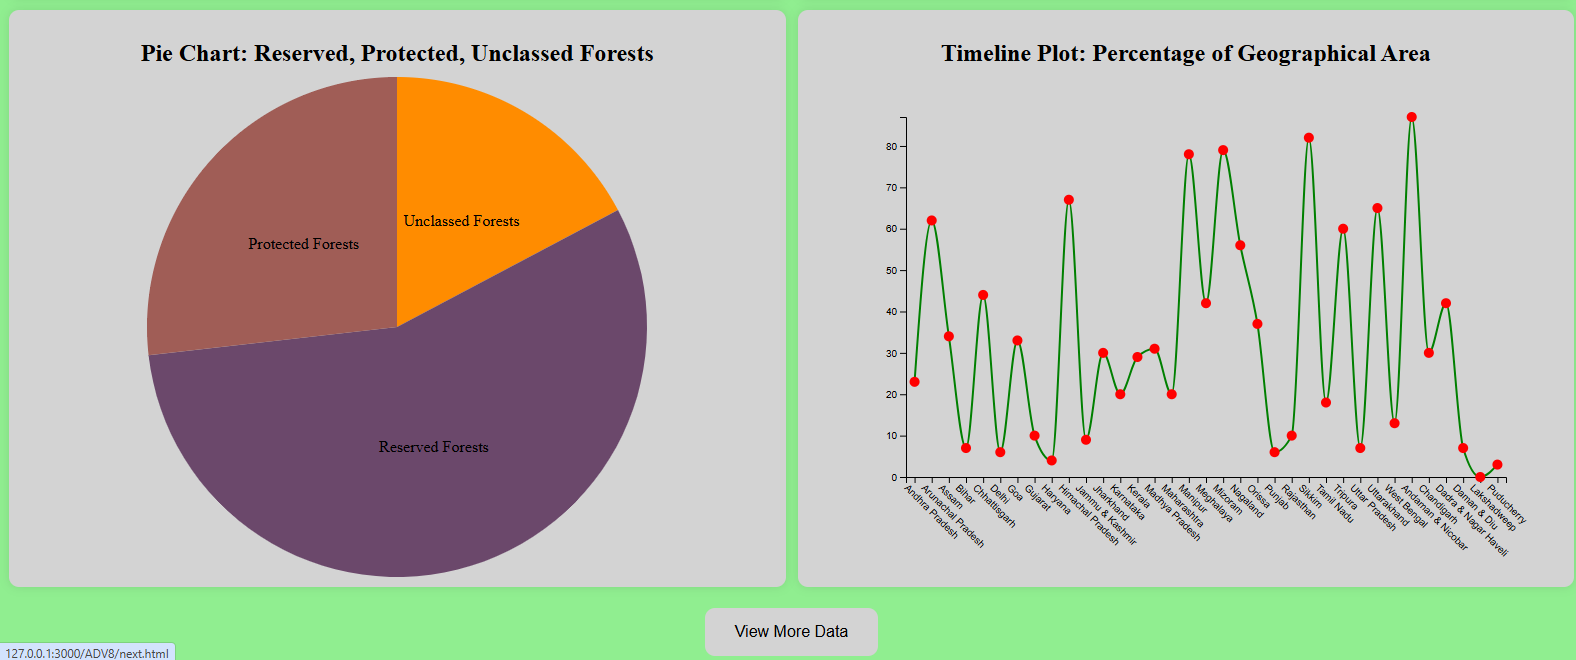 Pie Chart: Reserved, Protected, Unclassed Forests
Unclassed Forests
Protected Forests
Reserved Forests
Timeline Plot: Percentage of Geographical Area
80
70
60
50
40
30
20
10
0
Andhra Pradesh
Arunachal Pradesh
Assam
Bihar
Chhattisgarh
Delhi
Goa
Gujarat
Haryana
Himachal Pradesh
Jammu & Kashmir
Jharkhand
Karnataka
Kerala
Madhya Pradesh
Maharashtra
Manipur
Meghalaya
Mizoram
Nagaland
Orissa
Punjab
Rajasthan
Sikkim
Tamil Nadu
Tripura
Uttar Pradesh
Uttarakhand
West Bengal
Andaman & Nicobar
Chandigarh
Dadra & Nagar Haveli
Daman & Diu
Lakshadweep
Puducherry
View More Data
127.0.0.1:3000/ADV8/next.html